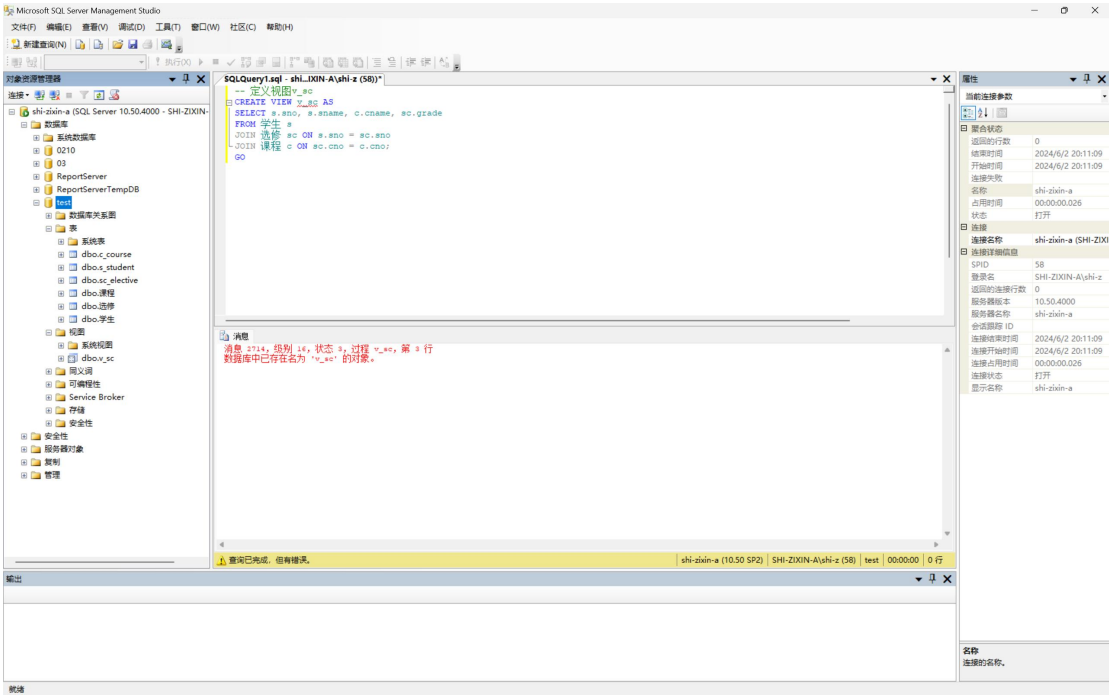 Microsoft SQL Server Management Studio
文件(F) 编辑(E) 查看(V) 调试(D) 工具(T) 窗口(W) 社区(C) 帮助(H)
新建查询(N)
执行(X)
对象资源管理器
连接
shi-zixin-a (SQL Server 10.50.4000 - SHI-ZIXIN-
数据库
系统数据库
0210
03
ReportServer
ReportServerTempDB
test
数据库关系图
表
系统表
dbo.c_course
dbo.s_student
dbo.sc_elective
dbo.课程
dbo.选修
dbo.学生
视图
系统视图
dbo.v_sc
同义词
可编程性
Service Broker
存储
安全性
安全性
服务器对象
复制
管理
SQLQuery1.sql - shi...IXIN-A\shi-z (58))*
-- 定义视图v_sc
CREATE VIEW v_sc AS
SELECT s.sno, s.sname, c.cname, sc.grade
FROM 学生 s
JOIN 选修 sc ON s.sno = sc.sno
JOIN 课程 c ON sc.cno = c.cno;
GO
消息
消息 2714，级别 16，状态 3，过程 v_sc，第 3 行
数据库中已存在名为 'v_sc' 的对象。
查询已完成，但有错误。
shi-zixin-a (10.50 SP2) SHI-ZIXIN-A\shi-z (58) test 00:00:00 0 行
属性
当前连接参数
聚合状态
返回的行数 0
结束时间 2024/6/2 20:11:09
开始时间 2024/6/2 20:11:09
连接失败
名称 shi-zixin-a
占用时间 00:00:00.026
状态 打开
连接
连接名称 shi-zixin-a (SHI-ZIXI
连接详细信息
SPID 58
登录名 SHI-ZIXIN-A\shi-z
返回的连接行数 0
服务器版本 10.50.4000
服务器名称 shi-zixin-a
会话跟踪 ID
连接结束时间 2024/6/2 20:11:09
连接开始时间 2024/6/2 20:11:09
连接占用时间 00:00:00.026
连接状态 打开
显示名称 shi-zixin-a
名称
连接的名称。
输出
就绪